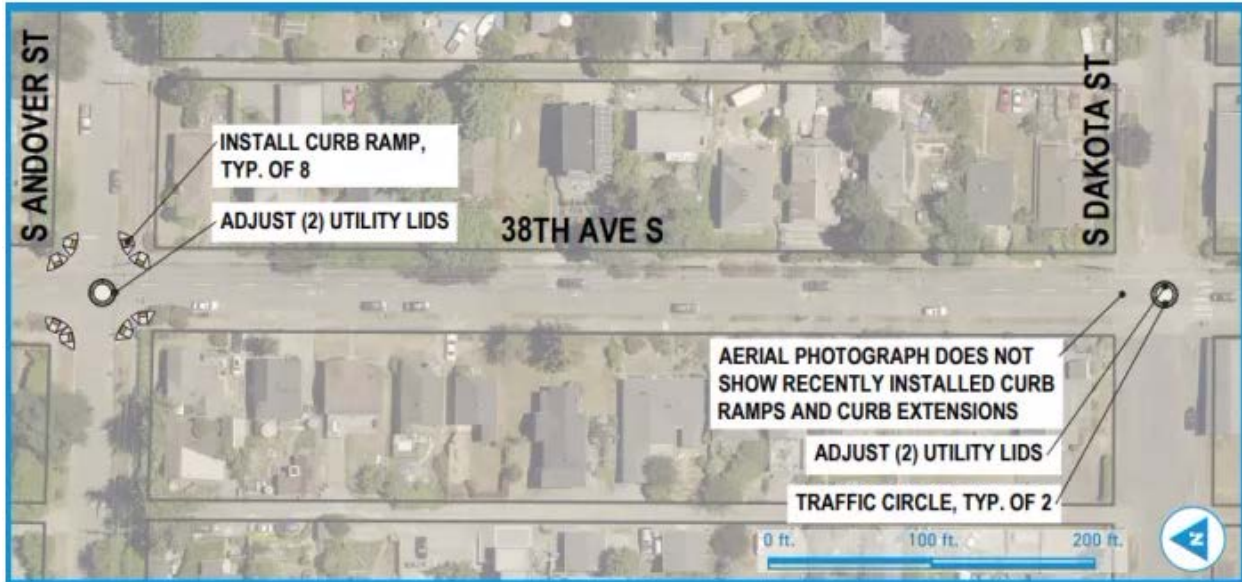 S ANDOVER ST
INSTALL CURB RAMP,
TYP. OF 8
ADJUST (2) UTILITY LIDS
38TH AVE S
S DAKOTA ST
AERIAL PHOTOGRAPH DOES NOT
SHOW RECENTLY INSTALLED CURB
RAMPS AND CURB EXTENSIONS
ADJUST (2) UTILITY LIDS
TRAFFIC CIRCLE, TYP. OF 2
0 ft. 100 ft. 200 ft.
N